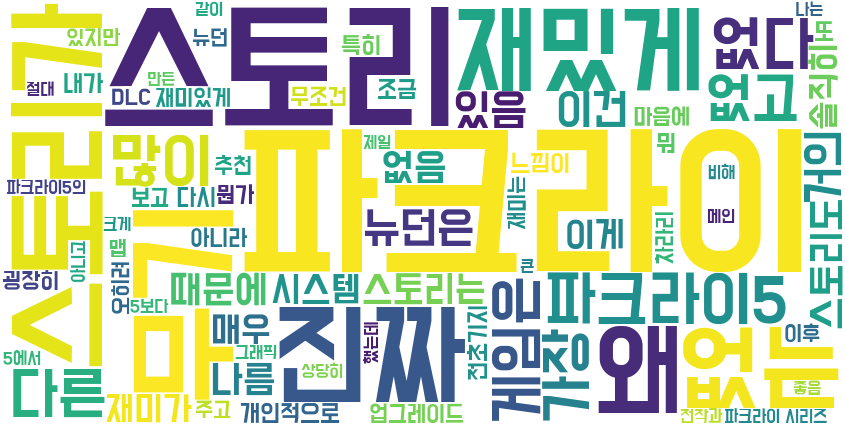 같이
나는
스토리
재밌게
없다
또
있지만
뉴던
특히
스토리가
절대
내가
만든
DLC
재미있게
무조건
조금
있음
이건
마음에
없고
솔직히
많이
추천
제일
없음
느낌이
뭐
비해
거의
파크라이
파크라이5의
보고
다시
뭔가
뉴던은
재미는
메인
크게
맵
아니라
이게
차라리
아니고
굉장히
오히려
때문에
시스템
스토리는
큰
은
파크라이5
스토리도
5보다
막
매우
진짜
했는데
전초기지
게임
가장
왜
없는
이후
5에서
그래픽
다른
나름
상당히
좋음
재미가
주고
개인적으로
업그레이드
전작과
파크라이 시리즈